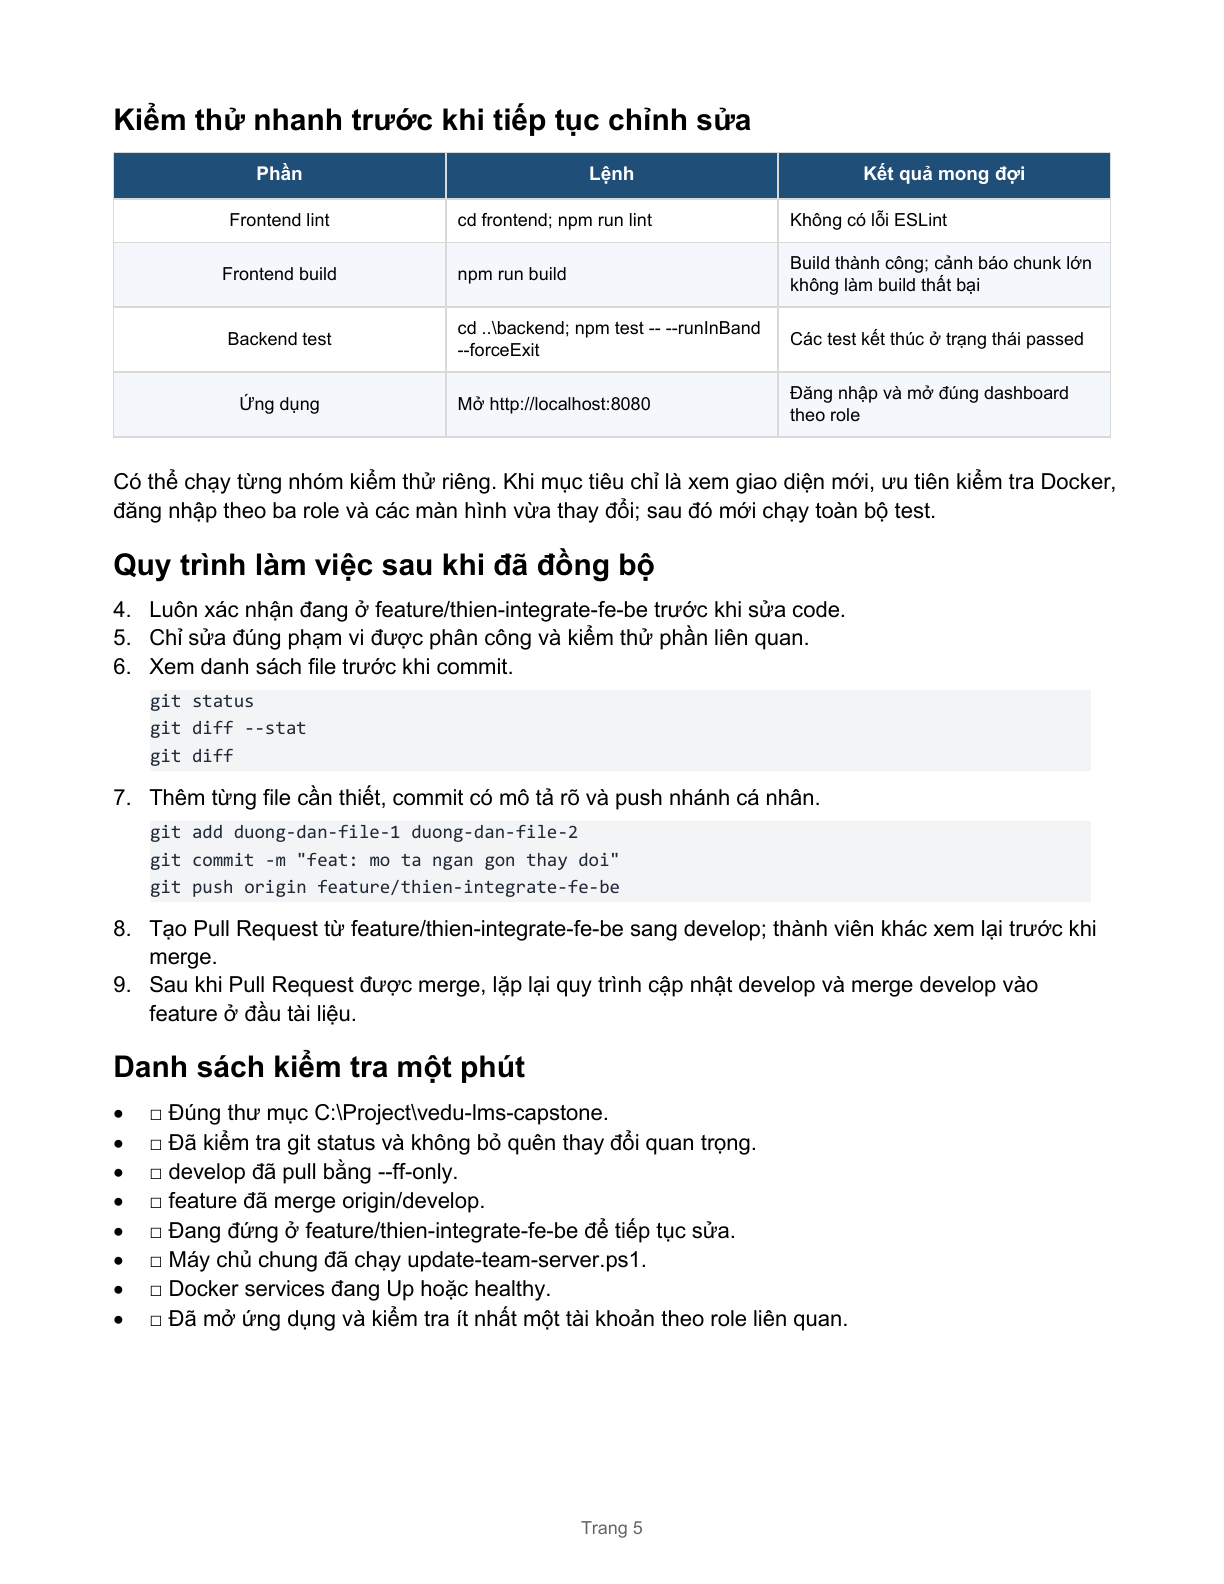 Kiểm thử nhanh trước khi tiếp tục chỉnh sửa
Phần Lệnh Kết quả mong đợi
Frontend lint cd frontend; npm run lint Không có lỗi ESLint
Frontend build npm run build Build thành công; cảnh báo chunk lớn
không làm build thất bại
Backend test cd ..\backend; npm test -- --runInBand
--forceExit Các test kết thúc ở trạng thái passed
Ứng dụng Mở http://localhost:8080 Đăng nhập và mở đúng dashboard
theo role
Có thể chạy từng nhóm kiểm thử riêng. Khi mục tiêu chỉ là xem giao diện mới, ưu tiên kiểm tra Docker,
đăng nhập theo ba role và các màn hình vừa thay đổi; sau đó mới chạy toàn bộ test.
Quy trình làm việc sau khi đã đồng bộ
4. Luôn xác nhận đang ở feature/thien-integrate-fe-be trước khi sửa code.
5. Chỉ sửa đúng phạm vi được phân công và kiểm thử phần liên quan.
6. Xem danh sách file trước khi commit.
git status
git diff --stat
git diff
7. Thêm từng file cần thiết, commit có mô tả rõ và push nhánh cá nhân.
git add duong-dan-file-1 duong-dan-file-2
git commit -m "feat: mo ta ngan gon thay doi"
git push origin feature/thien-integrate-fe-be
8. Tạo Pull Request từ feature/thien-integrate-fe-be sang develop; thành viên khác xem lại trước khi
merge.
9. Sau khi Pull Request được merge, lặp lại quy trình cập nhật develop và merge develop vào
feature ở đầu tài liệu.
Danh sách kiểm tra một phút
• □ Đúng thư mục C:\Project\vedu-lms-capstone.
• □ Đã kiểm tra git status và không bỏ quên thay đổi quan trọng.
• □ develop đã pull bằng --ff-only.
• □ feature đã merge origin/develop.
• □ Đang đứng ở feature/thien-integrate-fe-be để tiếp tục sửa.
• □ Máy chủ chung đã chạy update-team-server.ps1.
• □ Docker services đang Up hoặc healthy.
• □ Đã mở ứng dụng và kiểm tra ít nhất một tài khoản theo role liên quan.
Trang 5